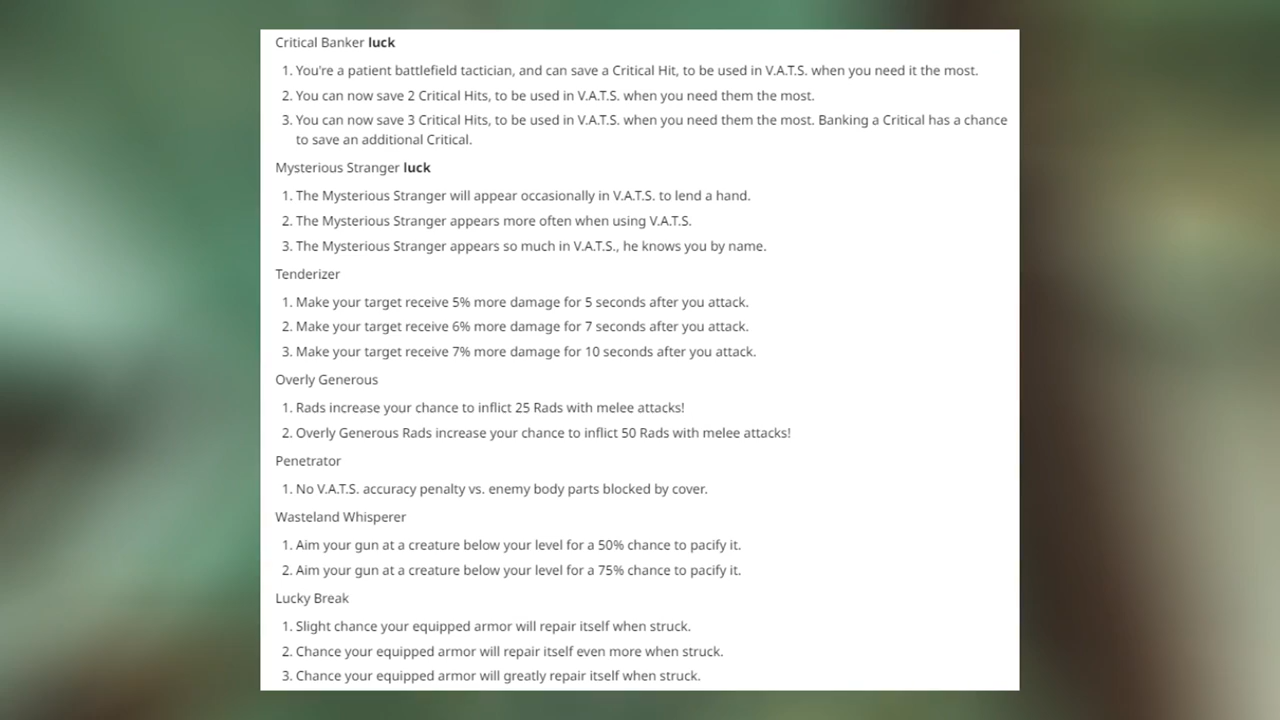 Critical Banker luck
1. You're a patient battlefield tactician, and can save a Critical Hit, to be used in V.A.T.S. when you need it the most.
2. You can now save 2 Critical Hits, to be used in V.A.T.S. when you need them the most.
3. You can now save 3 Critical Hits, to be used in V.A.T.S. when you need them the most. Banking a Critical has a chance
to save an additional Critical.
Mysterious Stranger luck
1. The Mysterious Stranger will appear occasionally in V.A.T.S. to lend a hand.
2. The Mysterious Stranger appears more often when using V.A.T.S.
3. The Mysterious Stranger appears so much in V.A.T.S., he knows you by name.
Tenderizer
1. Make your target receive 5% more damage for 5 seconds after you attack.
2. Make your target receive 6% more damage for 7 seconds after you attack.
3. Make your target receive 7% more damage for 10 seconds after you attack.
Overly Generous
1. Rads increase your chance to inflict 25 Rads with melee attacks!
2. Overly Generous Rads increase your chance to inflict 50 Rads with melee attacks!
Penetrator
1. No V.A.T.S. accuracy penalty vs. enemy body parts blocked by cover.
Wasteland Whisperer
1. Aim your gun at a creature below your level for a 50% chance to pacify it.
2. Aim your gun at a creature below your level for a 75% chance to pacify it.
Lucky Break
1. Slight chance your equipped armor will repair itself when struck.
2. Chance your equipped armor will repair itself even more when struck.
3. Chance your equipped armor will greatly repair itself when struck.